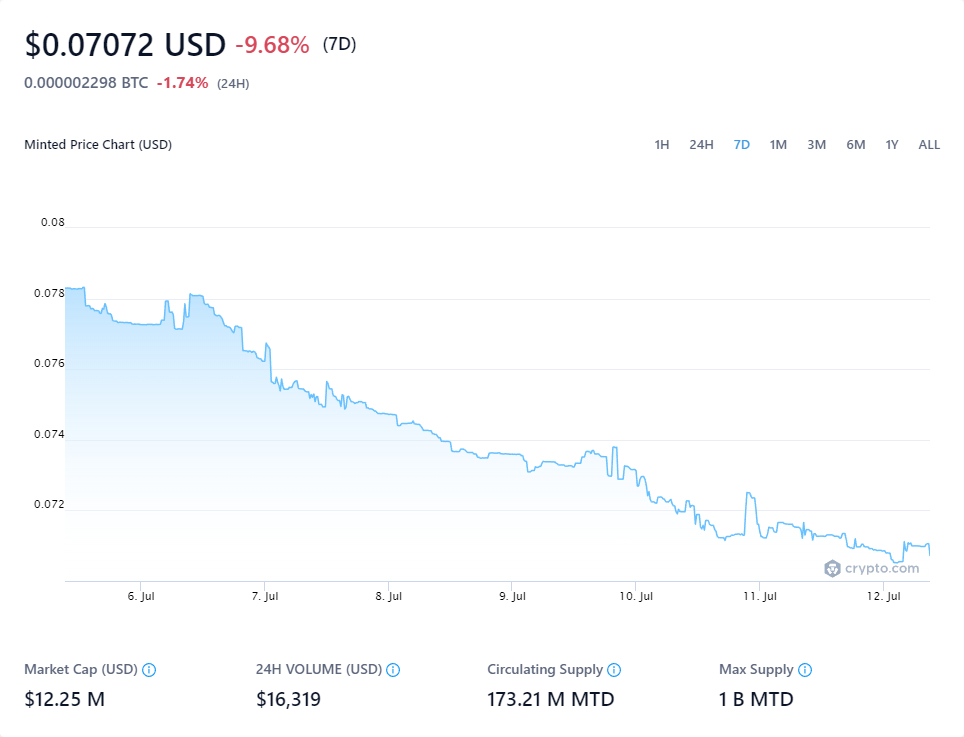 $0.07072 USD -9.68% (7D)
0.000002298 BTC -1.74% (24H)
Minted Price Chart (USD) 1H 24H 7D 1M 3M 6M 1Y ALL
0.08
0.078
0.076
0.074
0.072
crypto.com
6. Jul 7. Jul 8. Jul 9. Jul 10. Jul 11. Jul 12. Jul
Market Cap (USD) 24H VOLUME (USD) Circulating Supply Max Supply
$12.25 M $16,319 173.21 M MTD 1 B MTD